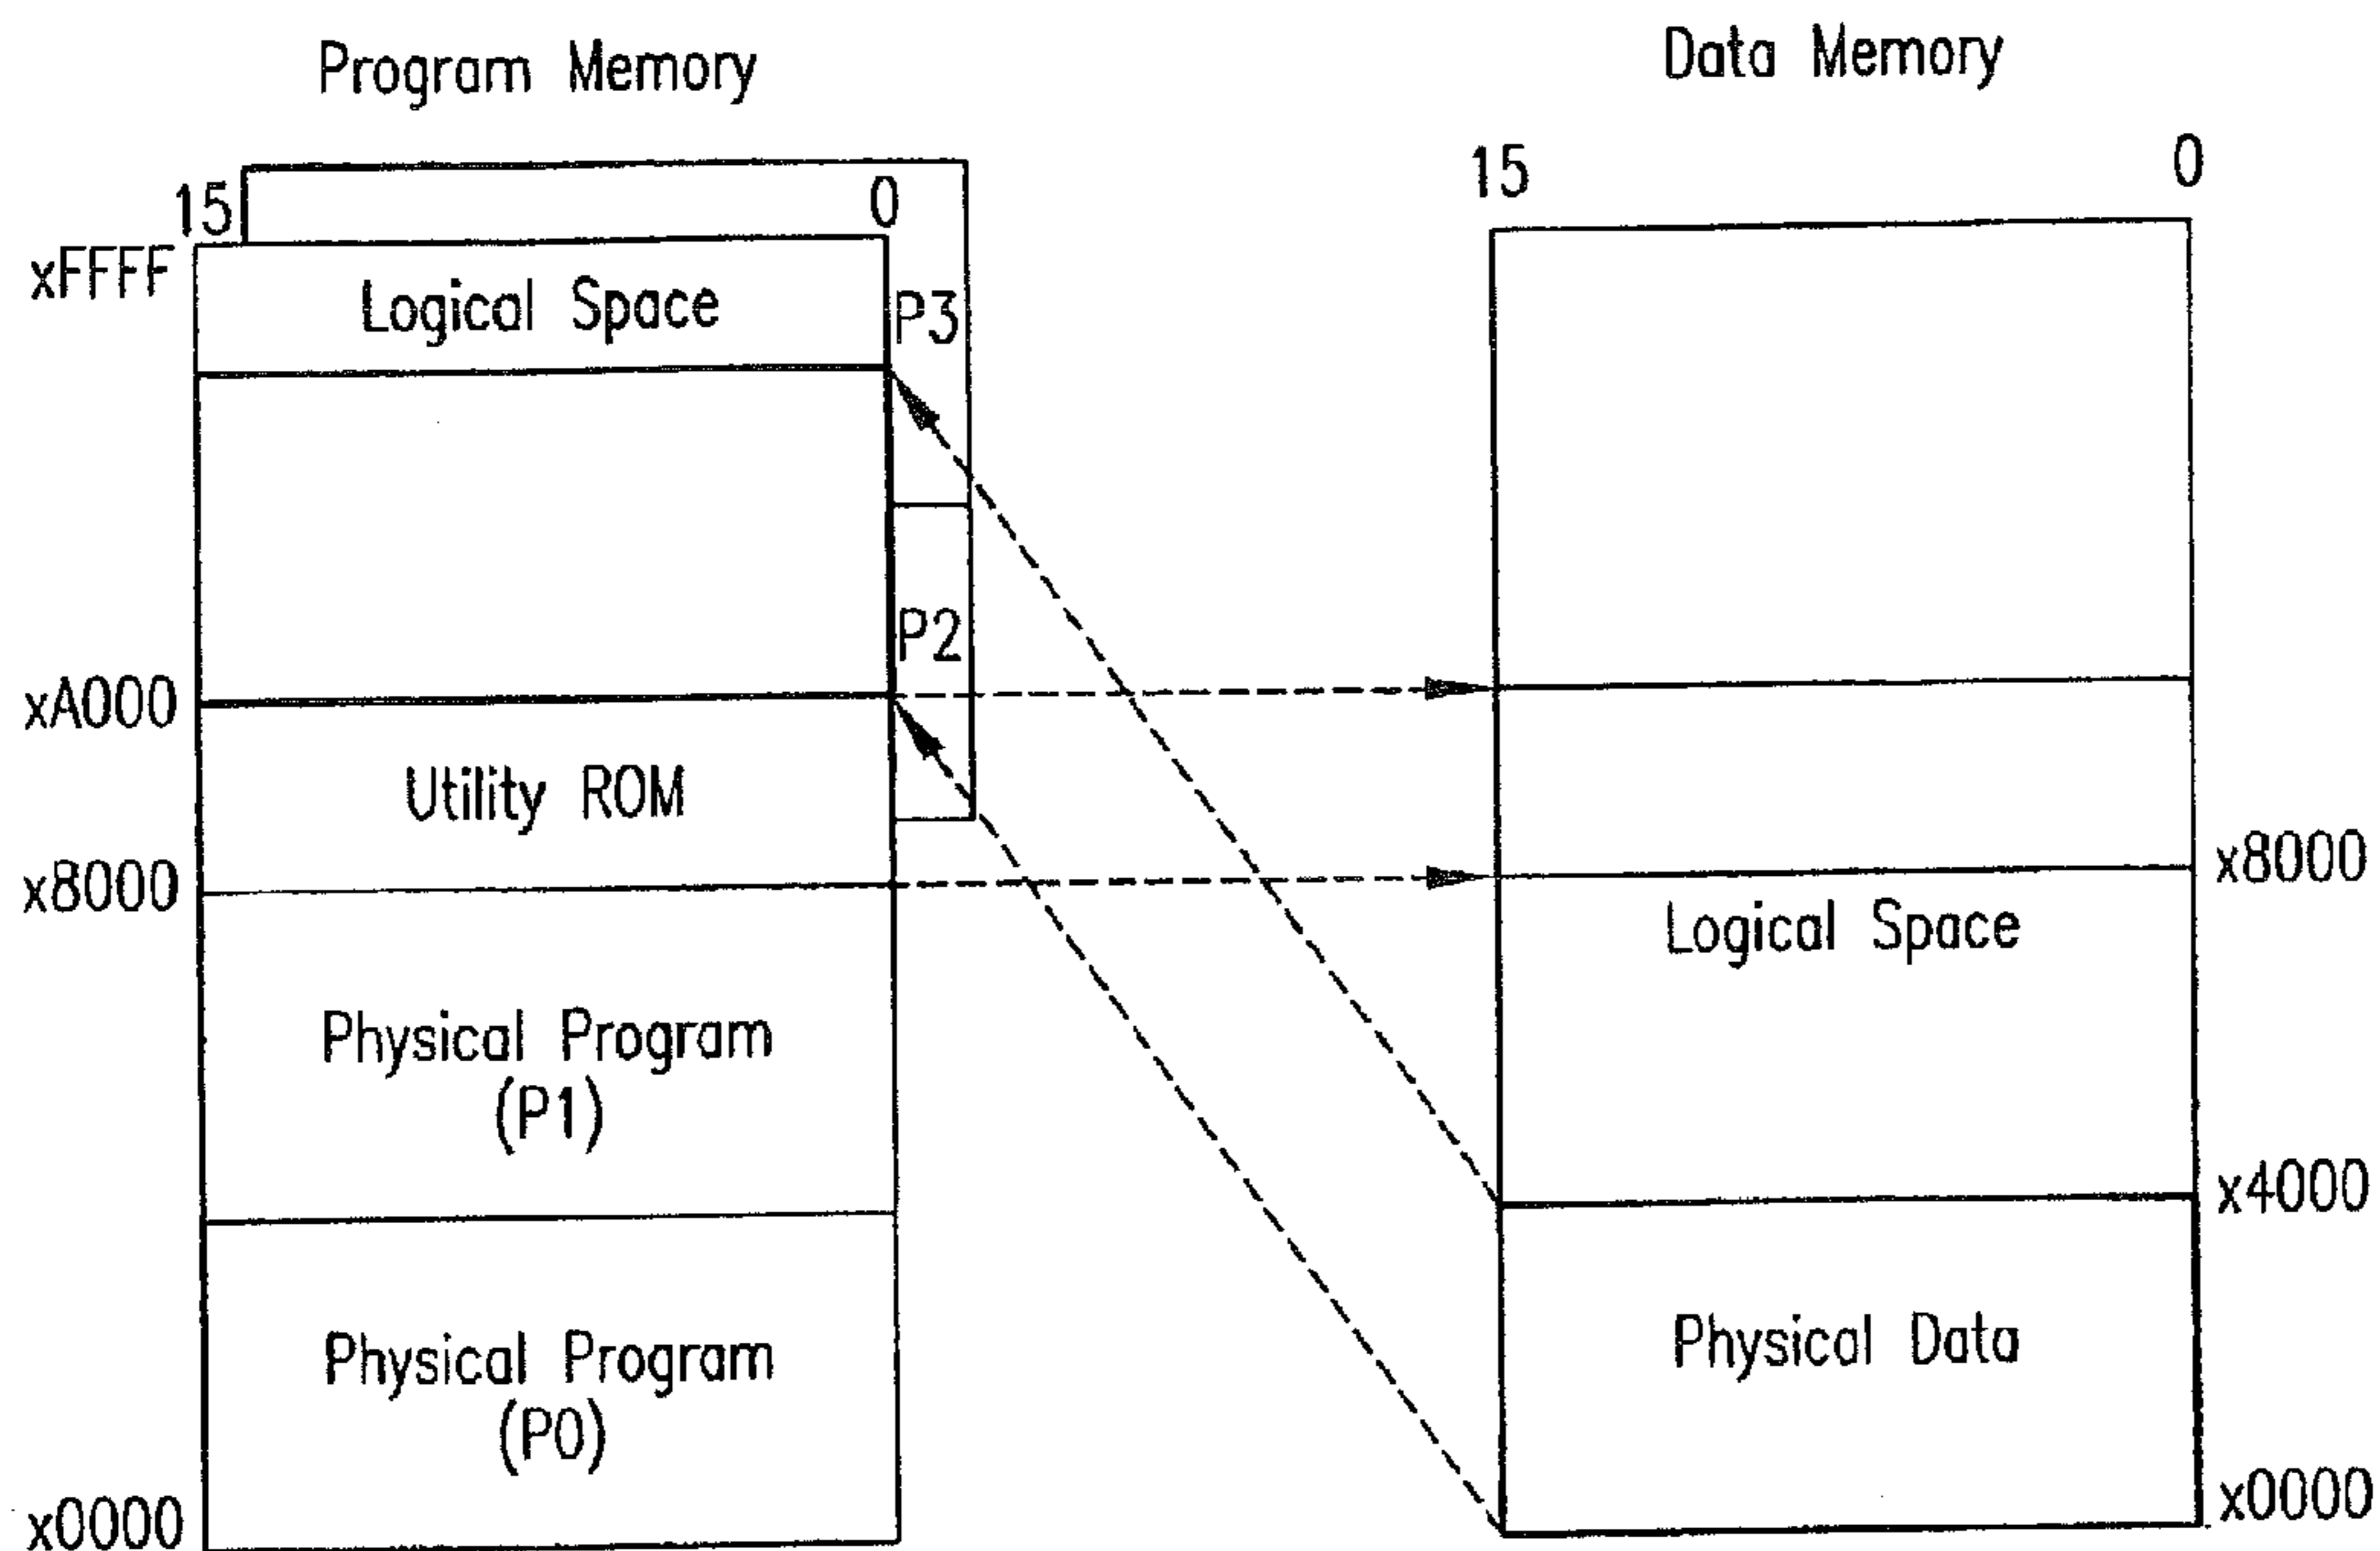 Program Memory
15
0
xFFFF
Logical Space
P3
P2
xA000
Utility ROM
x8000
Physical Program
(P1)
Physical Program
(P0)
x0000
Data Memory
15
0
x8000
Logical Space
x4000
Physical Data
x0000